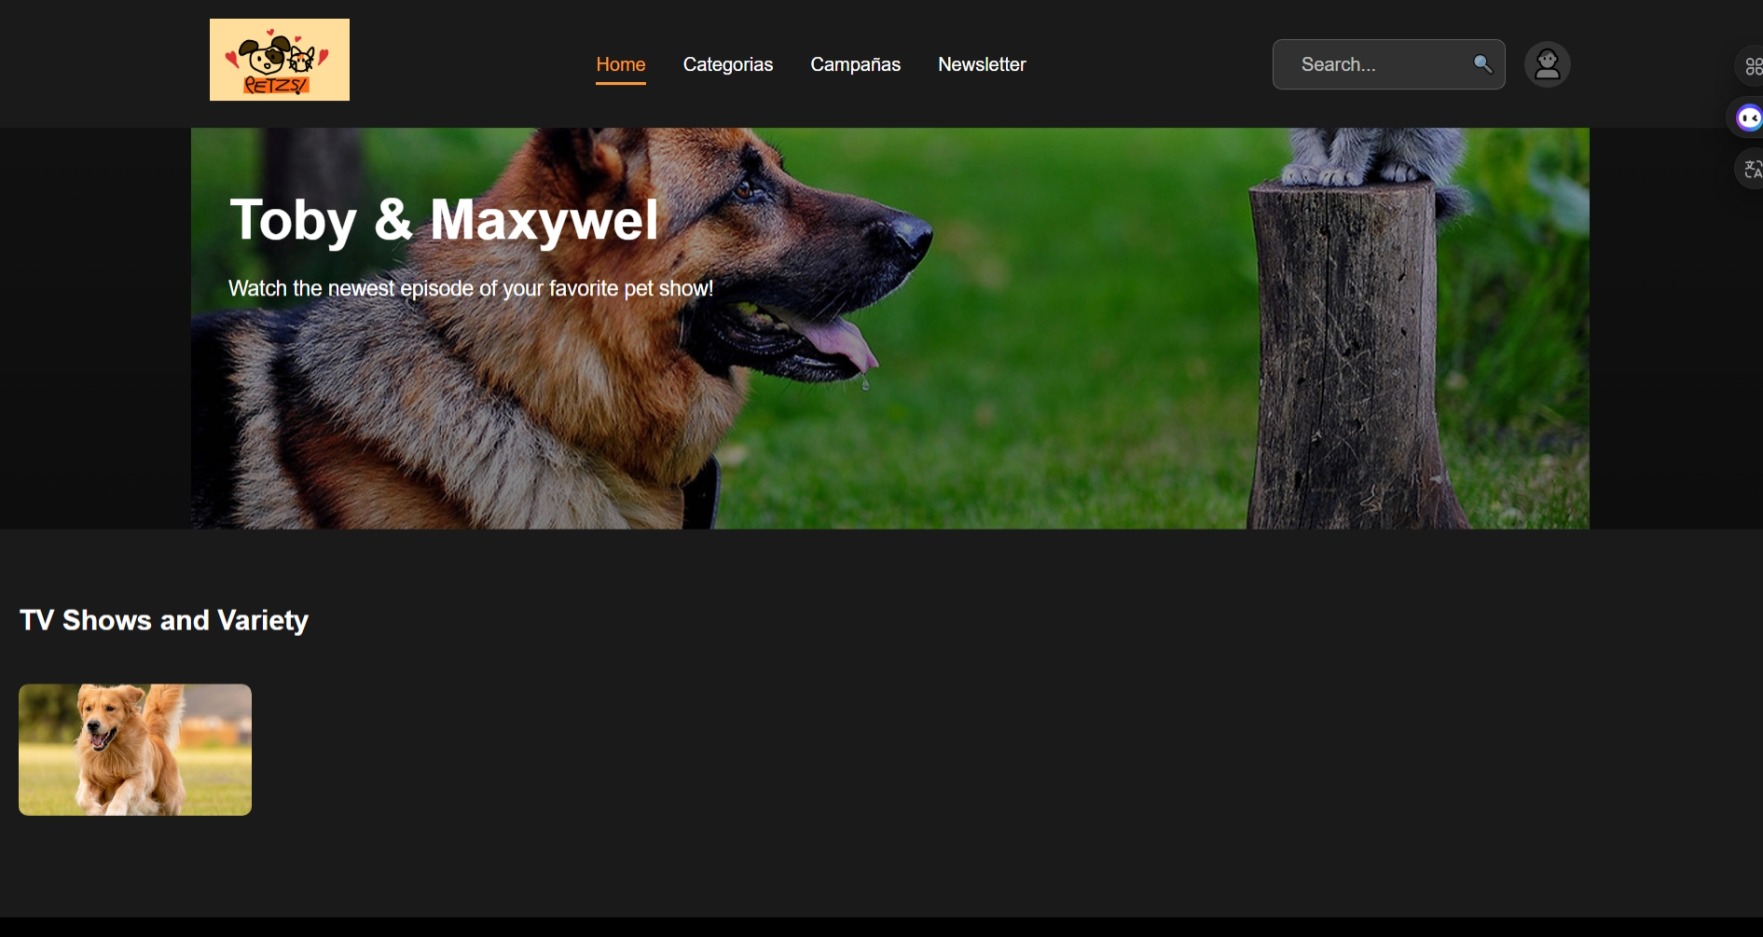 PETZS!
Home
Categorias
Campañas
Newsletter
Search...
Toby & Maxywel
Watch the newest episode of your favorite pet show!
TV Shows and Variety